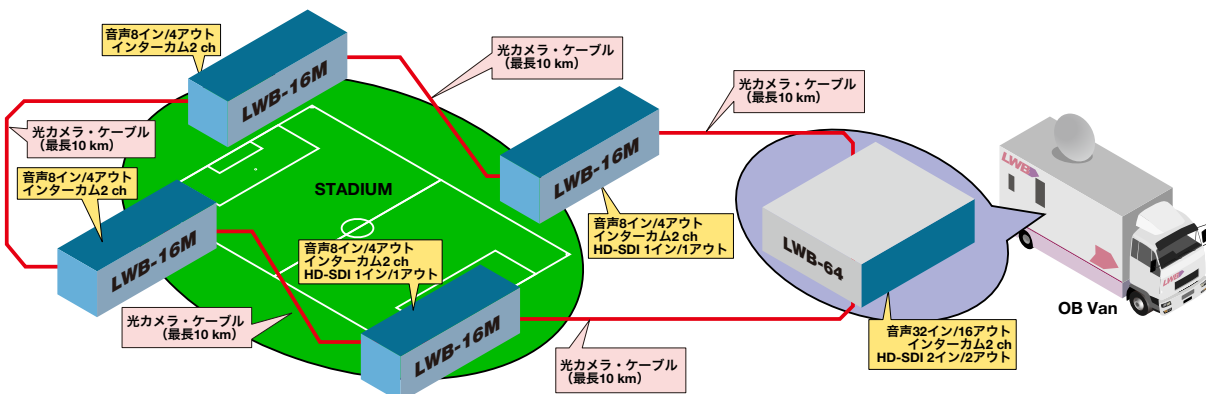 音声8イン/4アウト
インターカム2 ch
LWB-16M
光カメラ・ケーブル
（最長10 km）
光カメラ・ケーブル
（最長10 km）
光カメラ・ケーブル
（最長10 km）
LWB-16M
音声8イン/4アウト
インターカム2 ch
HD-SDI 1イン/1アウト
音声8イン/4アウト
インターカム2 ch
LWB-16M
STADIUM
音声8イン/4アウト
インターカム2 ch
HD-SDI 1イン/1アウト
LWB-16M
光カメラ・ケーブル
（最長10 km）
光カメラ・ケーブル
（最長10 km）
LWB-64
音声32イン/16アウト
インターカム2 ch
HD-SDI 2イン/2アウト
LWB
LWB
OB Van